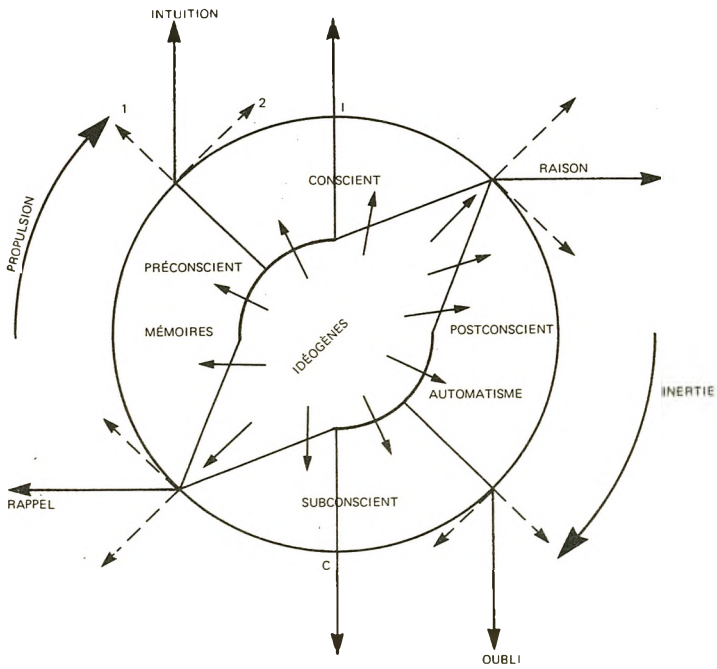 INTUITION
1
2
I
PROPULSION
CONSCIENT
RAISON
PRÉCONSCIENT
MÉMOIRES
IDÉOGÈNES
POSTCONSCIENT
AUTOMATISME
INERTIE
RAPPEL
SUBCONSCIENT
C
OUBLI